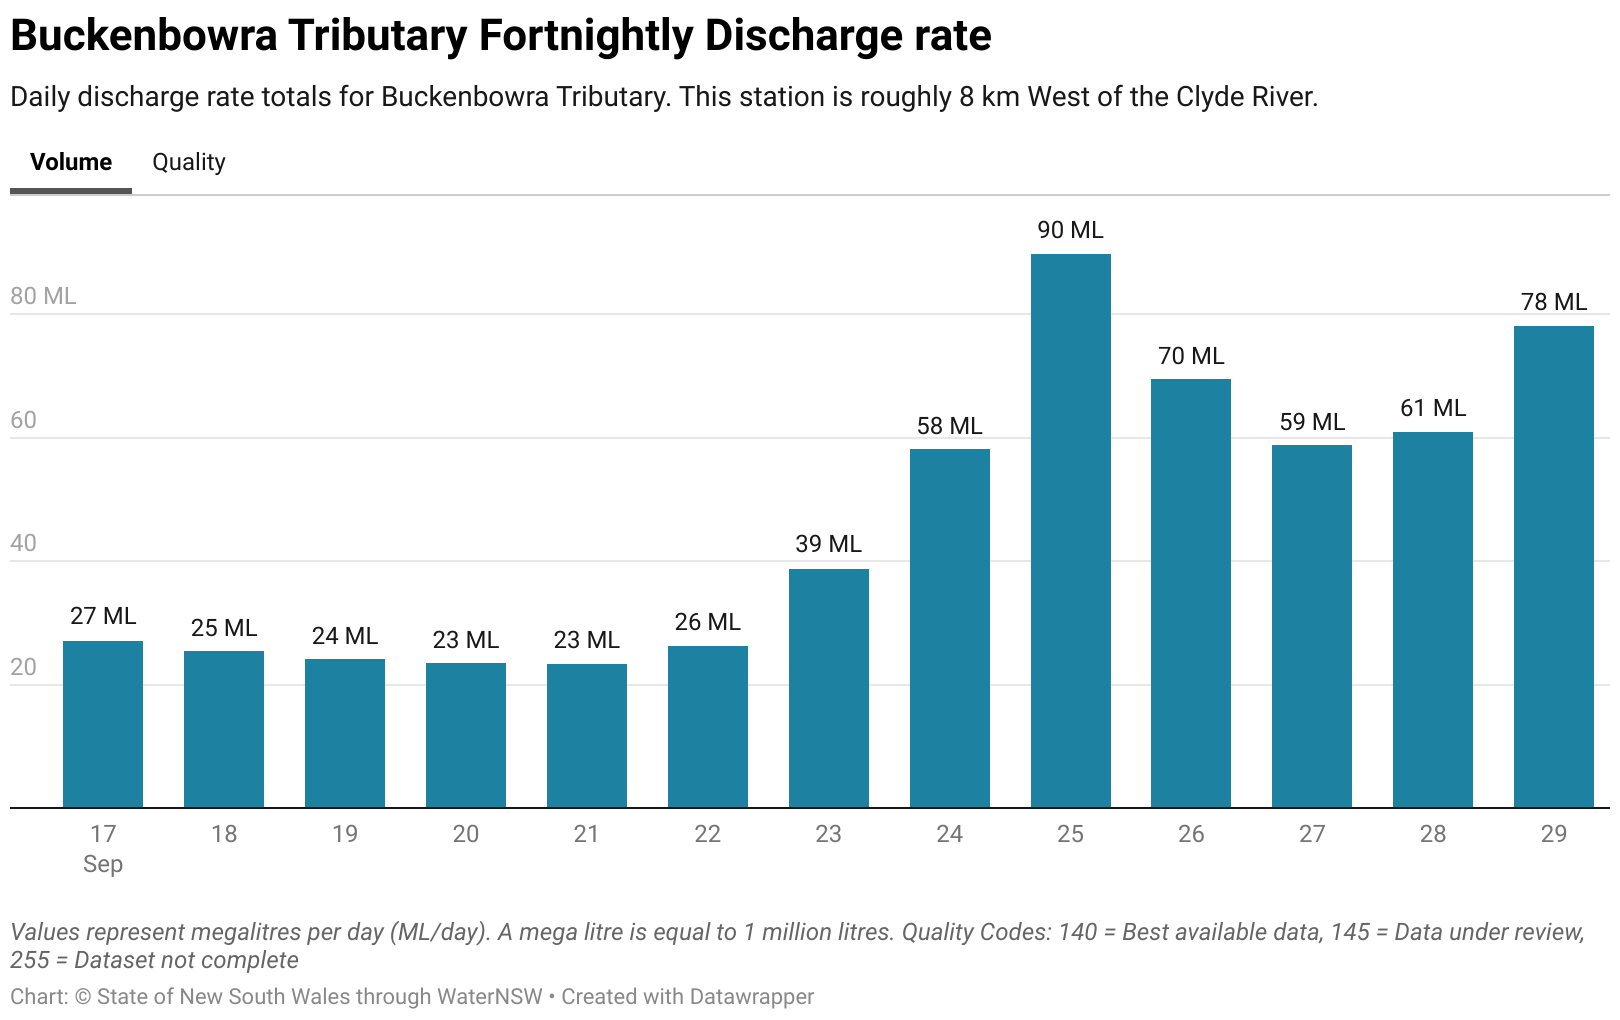 Buckenbowra Tributary Fortnightly Discharge rate
Daily discharge rate totals for Buckenbowra Tributary. This station is roughly 8 km West of the Clyde River.
Volume Quality
90 ML
80 ML
78 ML
70 ML
60
61 ML
59 ML
58 ML
40
39 ML
27 ML
25 ML
24 ML
23 ML
23 ML
26 ML
20
17 18 19 20 21 22 23 24 25 26 27 28 29
Sep
Values represent megalitres per day (ML/day). A mega litre is equal to 1 million litres. Quality Codes: 140 = Best available data, 145 = Data under review,
255 = Dataset not complete
Chart: © State of New South Wales through WaterNSW • Created with Datawrapper